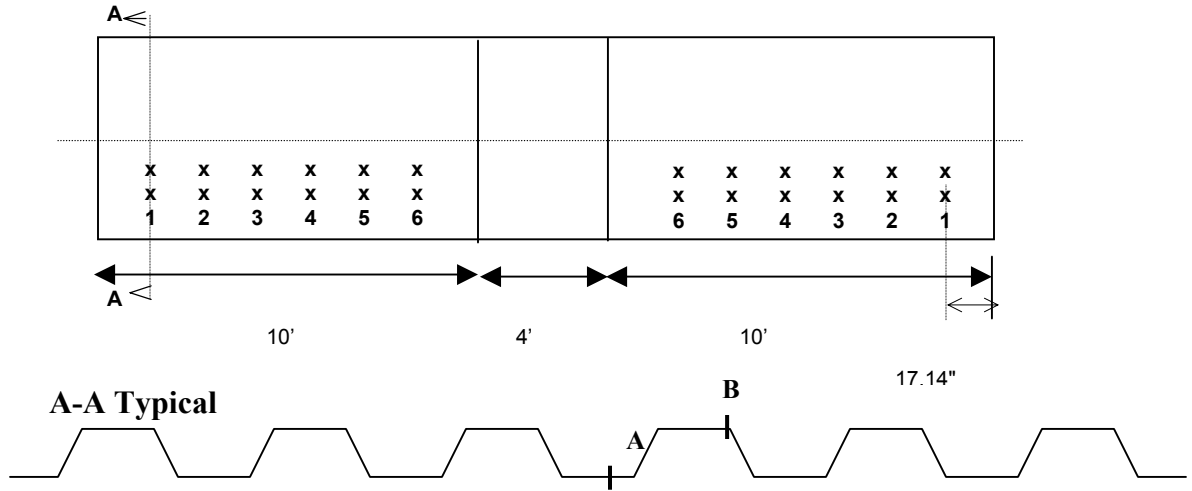 A
x x x x x x x x x x x x
x x x x x x x x x x x x
1 2 3 4 5 6 6 5 4 3 2 1
A
10’ 4’ 10’
17.14"
A-A Typical
B
A